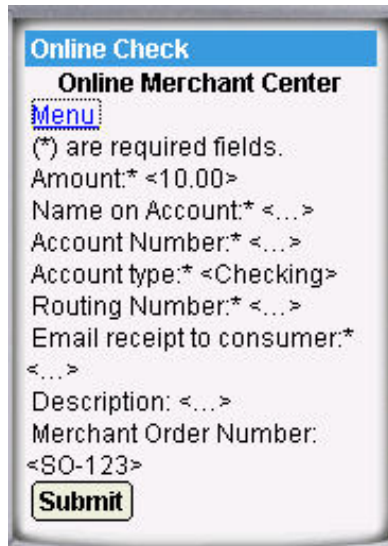 Online Check
Online Merchant Center
Menu
(*) are required fields.
Amount:* <10.00>
Name on Account:* <...>
Account Number:* <...>
Account type:* <Checking>
Routing Number:* <...>
Email receipt to consumer:*
<...>
Description: <...>
Merchant Order Number:
<SO-123>
Submit